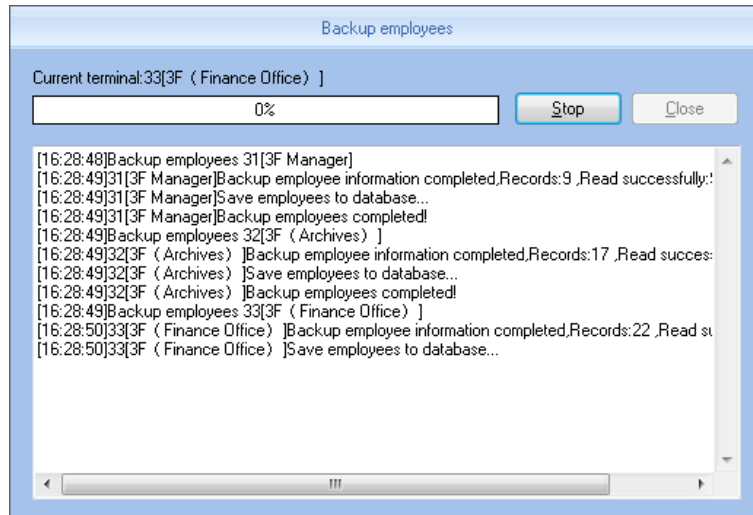 Backup employees
Current terminal:33[3F（Finance Office）]
0%
Stop
Close
[16:28:48]Backup employees 31[3F Manager]
[16:28:49]31[3F Manager]Backup employee information completed,Records:9 ,Read successfully:
[16:28:49]31[3F Manager]Save employees to database...
[16:28:49]31[3F Manager]Backup employees completed!
[16:28:49]Backup employees 32[3F（Archives）]
[16:28:49]32[3F（Archives）]Backup employee information completed,Records:17 ,Read succes
[16:28:49]32[3F（Archives）]Save employees to database...
[16:28:49]32[3F（Archives）]Backup employees completed!
[16:28:49]Backup employees 33[3F（Finance Office）]
[16:28:50]33[3F（Finance Office）]Backup employee information completed,Records:22 ,Read su
[16:28:50]33[3F（Finance Office）]Save employees to database...